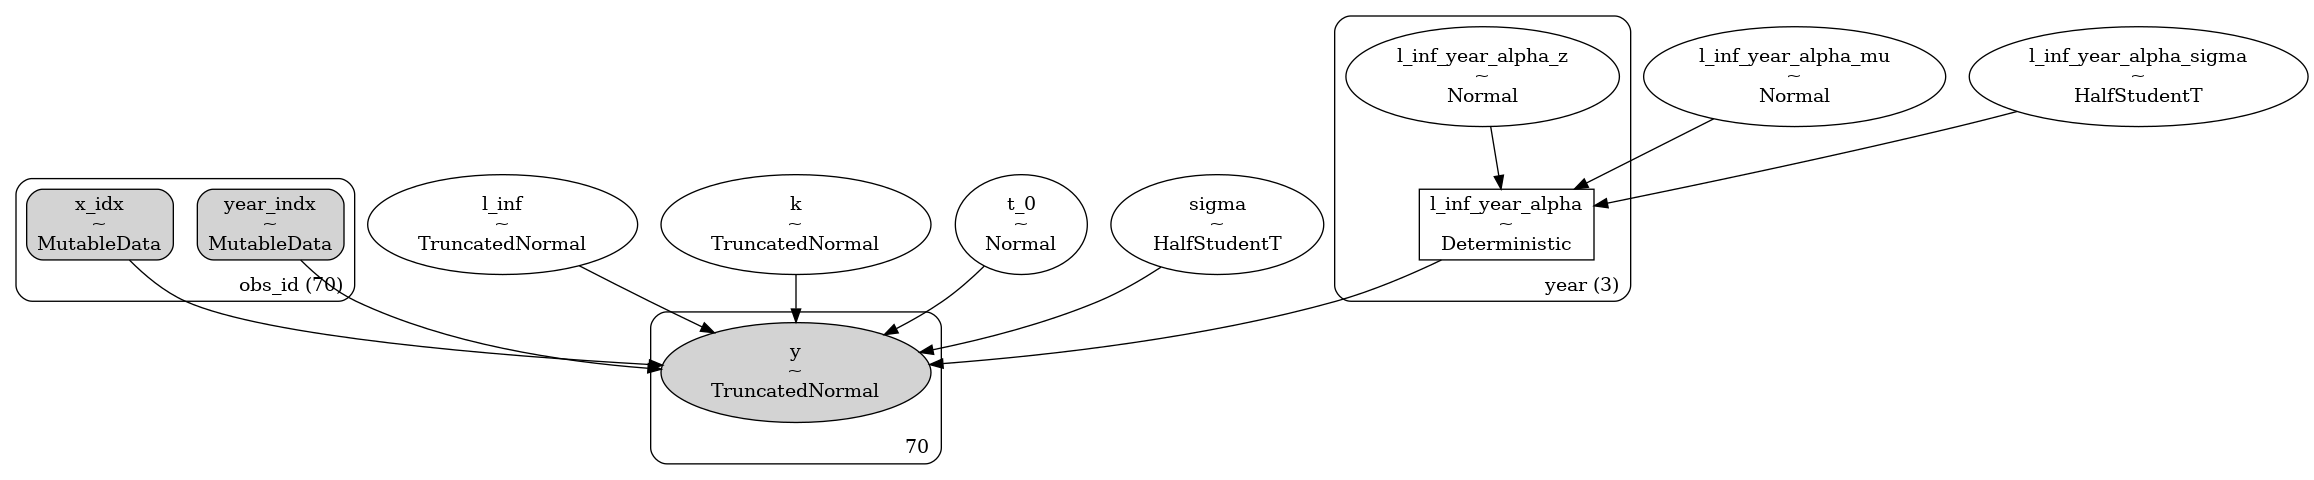 l_inf_year_alpha_z
~
Normal
l_inf_year_alpha_mu
~
Normal
l_inf_year_alpha_sigma
~
HalfStudentT
x_idx
~
MutableData
year_indx
~
MutableData
obs_id (70)
l_inf
~
TruncatedNormal
k
~
TruncatedNormal
t_0
~
Normal
sigma
~
HalfStudentT
l_inf_year_alpha
~
Deterministic
year (3)
y
~
TruncatedNormal
70